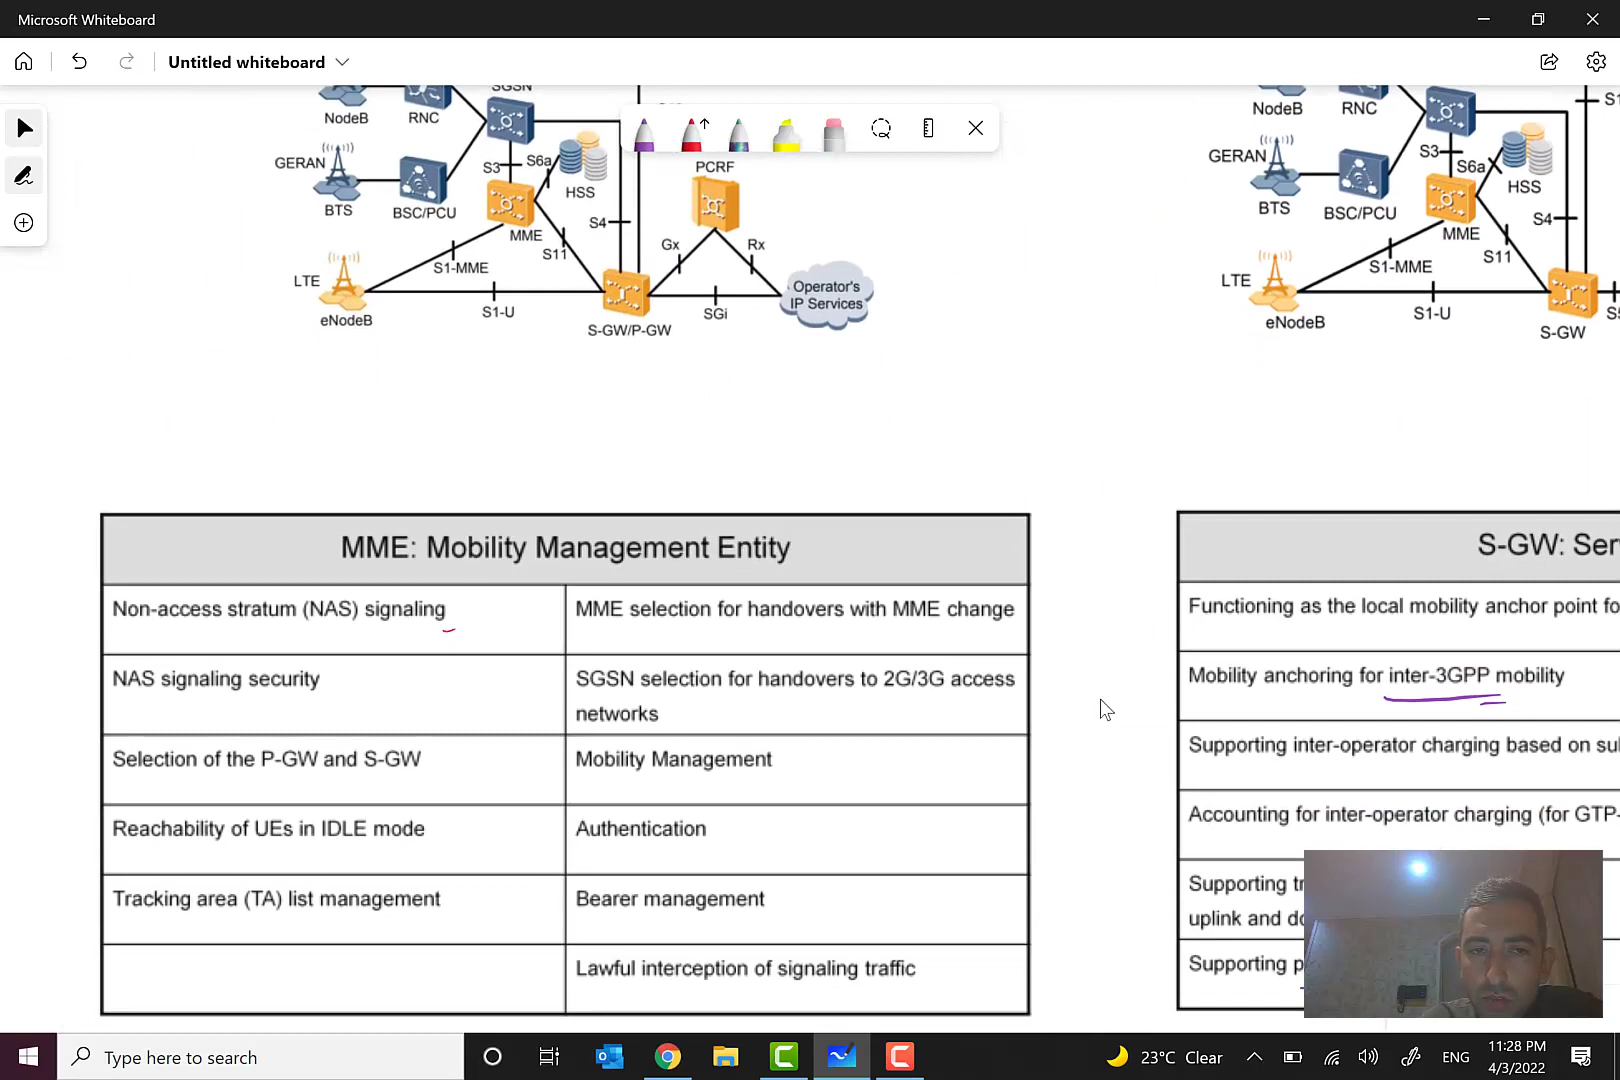 Microsoft Whiteboard
Untitled whiteboard
SGSN
NodeB
RNC
GERAN
S3
S6a
HSS
PCRF
BTS
BSC/PCU
MME
S4
S11
Gx
Rx
LTE
S1-MME
Operator's
IP Services
eNodeB
S1-U
S-GW/P-GW
SGi
NodeB
RNC
GERAN
S3
S6a
HSS
BTS
BSC/PCU
MME
S4
S11
LTE
S1-MME
eNodeB
S1-U
S-GW
MME: Mobility Management Entity
Non-access stratum (NAS) signaling
MME selection for handovers with MME change
NAS signaling security
SGSN selection for handovers to 2G/3G access
networks
Selection of the P-GW and S-GW
Mobility Management
Reachability of UEs in IDLE mode
Authentication
Tracking area (TA) list management
Bearer management
Lawful interception of signaling traffic
S-GW: Ser
Functioning as the local mobility anchor point fo
Mobility anchoring for inter-3GPP mobility
Supporting inter-operator charging based on su
Accounting for inter-operator charging (for GTP-
Supporting tr
uplink and do
Supporting p
Type here to search
23°C Clear
ENG
11:28 PM
4/3/2022